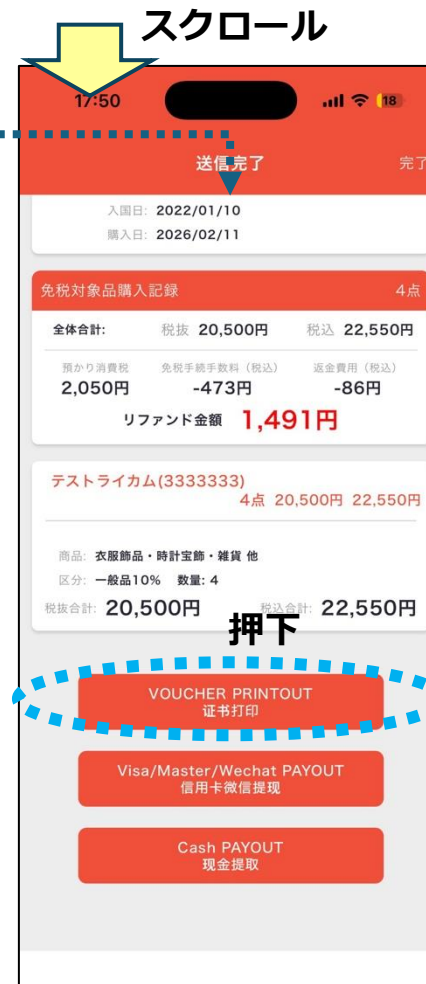 スクロール
17:50
18
送信完了
完了
入国日: 2022/01/10
購入日: 2026/02/11
免税対象品購入記録 4点
全体合計: 税抜 20,500円 税込 22,550円
預かり消費税 免税手続手数料（税込） 返金費用（税込）
2,050円 -473円 -86円
リファンド金額 1,491円
テストライカム(3333333)
4点 20,500円 22,550円
商品: 衣服飾品・時計宝飾・雑貨 他
区分: 一般品10% 数量: 4
税抜合計: 20,500円 税込合計: 22,550円
押下
VOUCHER PRINTOUT
证书打印
Visa/Master/Wechat PAYOUT
信用卡微信提现
Cash PAYOUT
现金提取